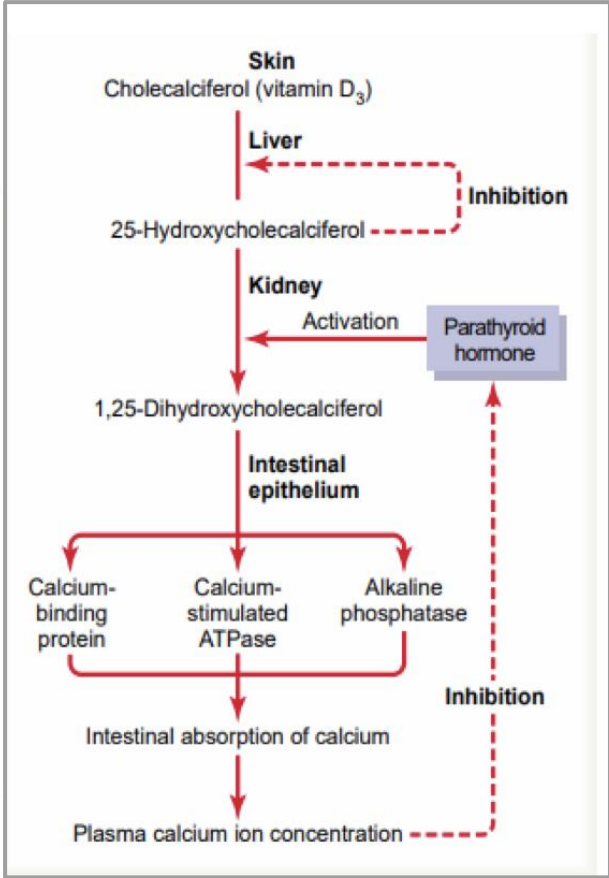 Skin
Cholecalciferol (vitamin D3)
Liver
Inhibition
25-Hydroxycholecalciferol
Kidney
Activation
Parathyroid
hormone
1,25-Dihydroxycholecalciferol
Intestinal
epithelium
Calcium-
binding
protein
Calcium-
stimulated
ATPase
Alkaline
phosphatase
Inhibition
Intestinal absorption of calcium
Plasma calcium ion concentration